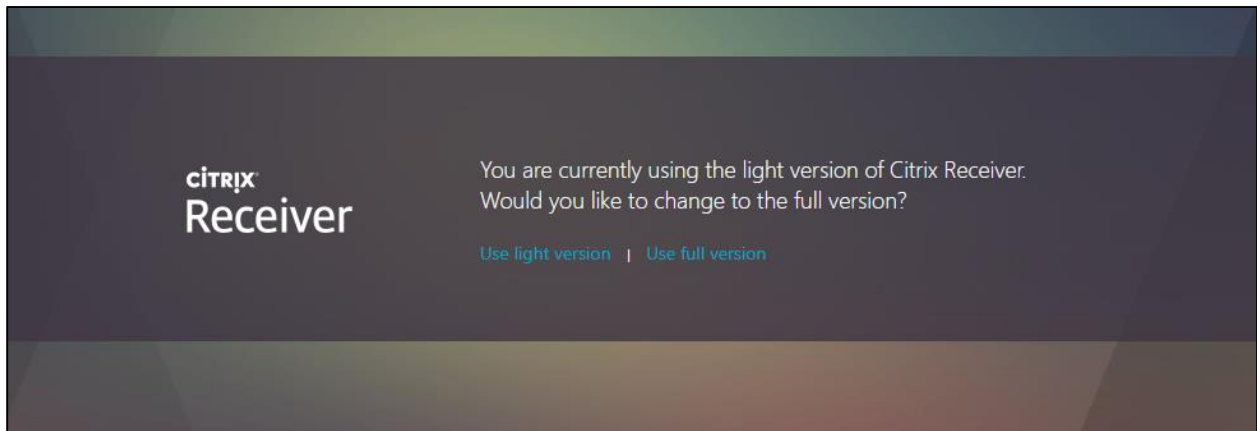 citrix
Receiver
You are currently using the light version of Citrix Receiver.
Would you like to change to the full version?
Use light version | Use full version